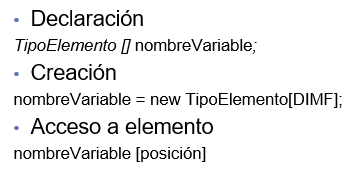 • Declaración
TipoElemento [] nombreVariable;
• Creación
nombreVariable = new TipoElemento[DIMF];
• Acceso a elemento
nombreVariable [posición]